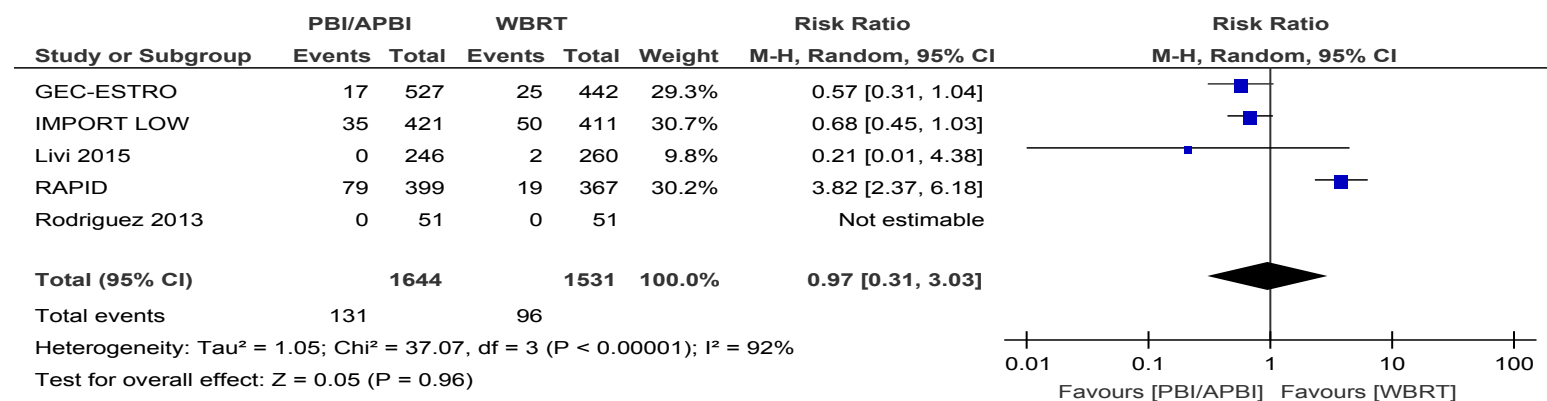 PBI/APBI WBRT Risk Ratio Risk Ratio
Study or Subgroup Events Total Events Total Weight M-H, Random, 95% CI M-H, Random, 95% CI
GEC-ESTRO 17 527 25 442 29.3% 0.57 [0.31, 1.04]
IMPORT LOW 35 421 50 411 30.7% 0.68 [0.45, 1.03]
Livi 2015 0 246 2 260 9.8% 0.21 [0.01, 4.38]
RAPID 79 399 19 367 30.2% 3.82 [2.37, 6.18]
Rodriguez 2013 0 51 0 51 Not estimable
Total (95% CI) 1644 1531 100.0% 0.97 [0.31, 3.03]
Total events 131 96
Heterogeneity: Tau² = 1.05; Chi² = 37.07, df = 3 (P < 0.00001); I² = 92%
Test for overall effect: Z = 0.05 (P = 0.96)
0.01 0.1 1 10 100
Favours [PBI/APBI] Favours [WBRT]